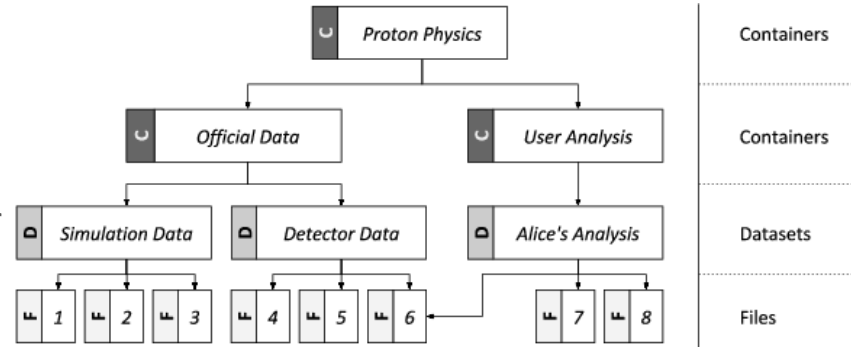 C Proton Physics Containers
C Official Data C User Analysis Containers
D Simulation Data D Detector Data D Alice's Analysis Datasets
F 1 F 2 F 3 F 4 F 5 F 6 F 7 F 8 Files